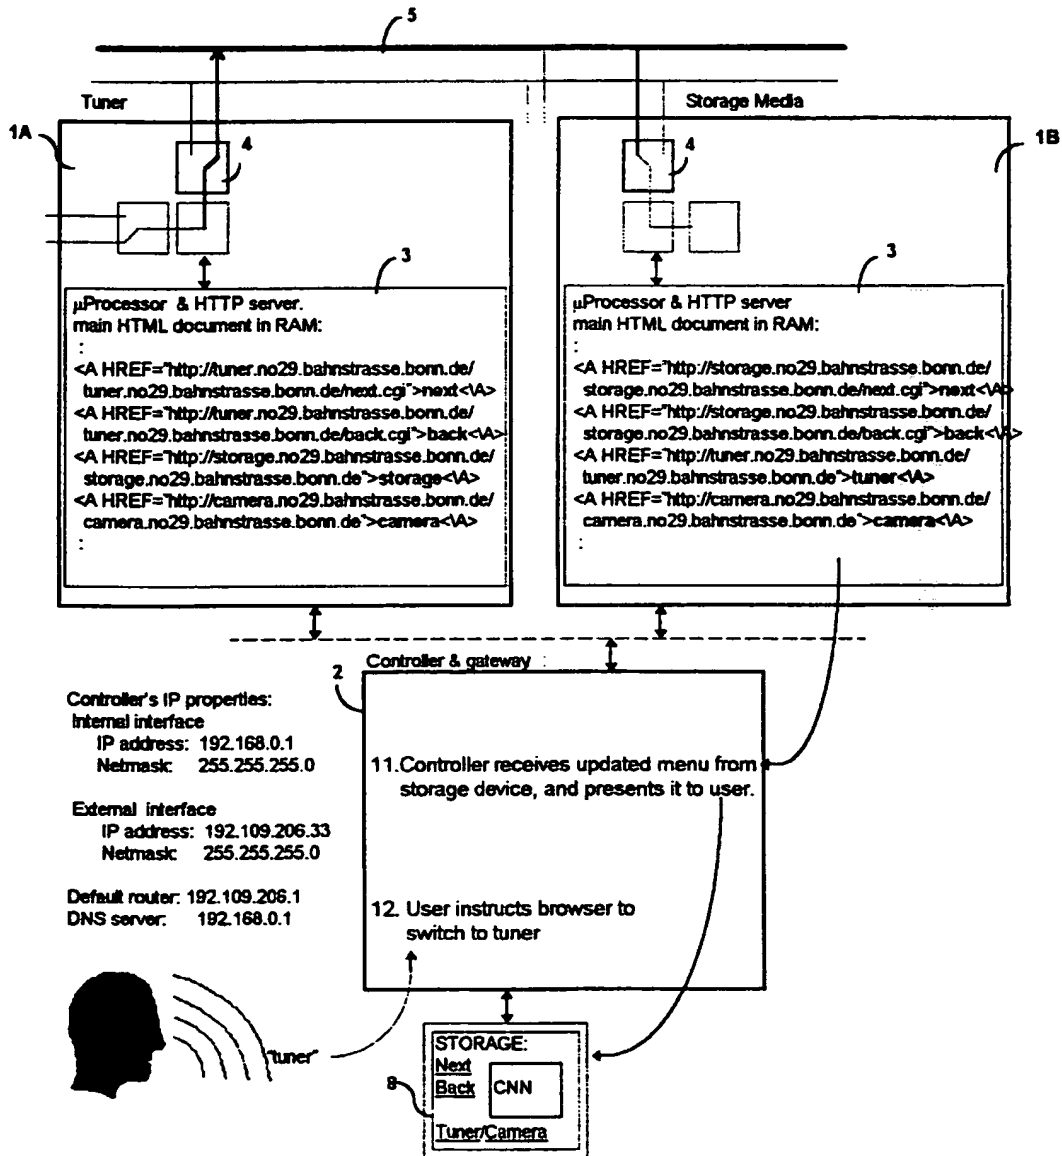 5
Tuner
Storage Media
1A
4
4
1B
3
µProcessor & HTTP server.
main HTML document in RAM:
:
<A HREF="http://tuner.no29.bahnstrasse.bonn.de/
tuner.no29.bahnstrasse.bonn.de/next.cgi">next<\A>
<A HREF="http://tuner.no29.bahnstrasse.bonn.de/
tuner.no29.bahnstrasse.bonn.de/back.cgi">back<\A>
<A HREF="http://storage.no29.bahnstrasse.bonn.de/
storage.no29.bahnstrasse.bonn.de">storage<\A>
<A HREF="http://camera.no29.bahnstrasse.bonn.de/
camera.no29.bahnstrasse.bonn.de">camera<\A>
:
3
µProcessor & HTTP server
main HTML document in RAM:
:
<A HREF="http://storage.no29.bahnstrasse.bonn.de/
storage.no29.bahnstrasse.bonn.de/next.cgi">next<\A>
<A HREF="http://storage.no29.bahnstrasse.bonn.de/
storage.no29.bahnstrasse.bonn.de/back.cgi">back<\A>
<A HREF="http://tuner.no29.bahnstrasse.bonn.de/
tuner.no29.bahnstrasse.bonn.de">tuner<\A>
<A HREF="http://camera.no29.bahnstrasse.bonn.de/
camera.no29.bahnstrasse.bonn.de">camera<\A>
:
Controller & gateway :
2
Controller's IP properties:
Internal interface
IP address: 192.168.0.1
Netmask: 255.255.255.0
External interface
IP address: 192.109.206.33
Netmask: 255.255.255.0
Default router: 192.109.206.1
DNS server: 192.168.0.1
11.Controller receives updated menu from
storage device, and presents it to user.
12. User instructs browser to
switch to tuner
"tuner"
8
STORAGE:
Next
Back
CNN
Tuner/Camera